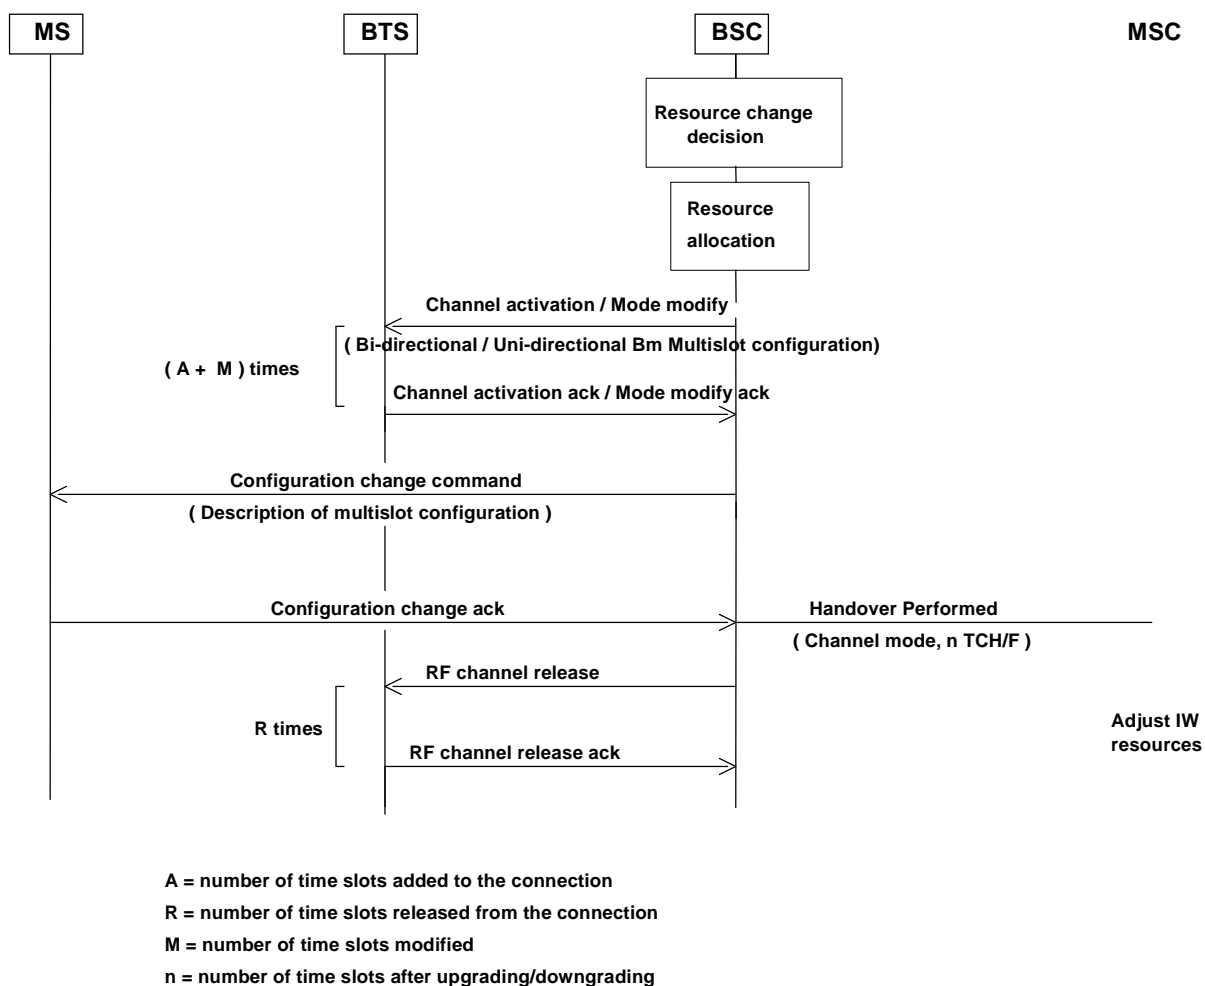 MS
BTS
BSC
MSC
Resource change
decision
Resource
allocation
Channel activation / Mode modify
( Bi-directional / Uni-directional Bm Multislot configuration)
( A + M ) times
Channel activation ack / Mode modify ack
Configuration change command
( Description of multislot configuration )
Configuration change ack
Handover Performed
( Channel mode, n TCH/F )
RF channel release
R times
Adjust IW
resources
RF channel release ack
A = number of time slots added to the connection
R = number of time slots released from the connection
M = number of time slots modified
n = number of time slots after upgrading/downgrading